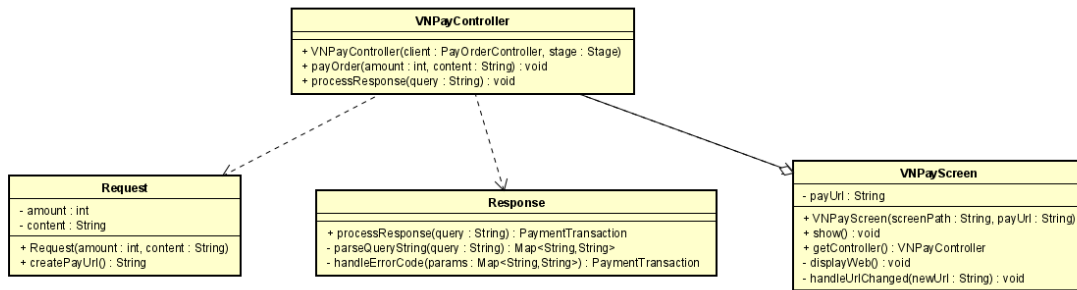 VNPayController
+ VNPayController(client : PayOrderController, stage : Stage)
+ payOrder(amount : int, content : String) : void
+ processResponse(query : String) : void
Request
- amount : int
- content : String
+ Request(amount : int, content : String)
+ createPayUrl() : String
Response
+ processResponse(query : String) : PaymentTransaction
- parseQueryString(query : String) : Map<String,String>
- handleErrorCode(params : Map<String,String>) : PaymentTransaction
VNPayScreen
- payUrl : String
+ VNPayScreen(screenPath : String, payUrl : String)
+ show() : void
+ getController() : VNPayController
- displayWeb() : void
- handleUrlChanged(newUrl : String) : void